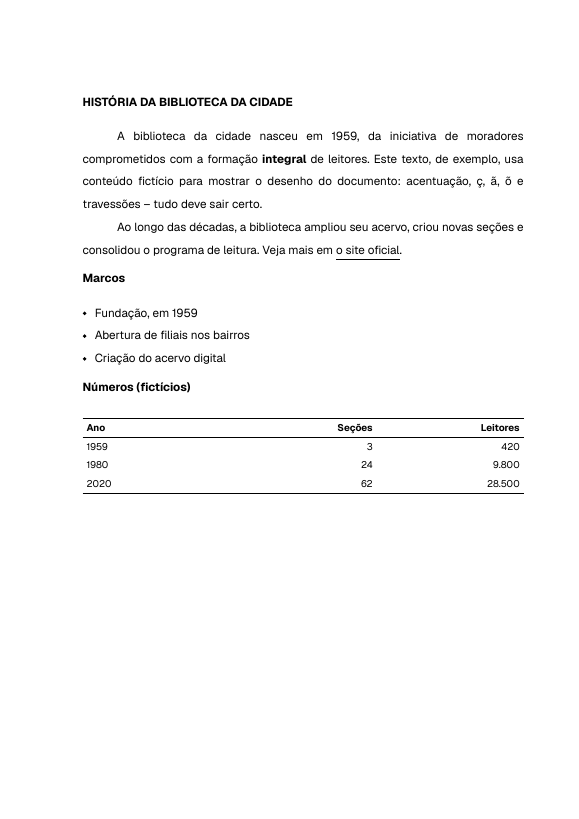 HISTÓRIA DA BIBLIOTECA DA CIDADE
A biblioteca da cidade nasceu em 1959, da iniciativa de moradores
comprometidos com a formação integral de leitores. Este texto, de exemplo, usa
conteúdo fictício para mostrar o desenho do documento: acentuação, ç, ã, õ e
travessões – tudo deve sair certo.
Ao longo das décadas, a biblioteca ampliou seu acervo, criou novas seções e
consolidou o programa de leitura. Veja mais em o site oficial.
Marcos
• Fundação, em 1959
• Abertura de filiais nos bairros
• Criação do acervo digital
Números (fictícios)
Ano Seções Leitores
1959 3 420
1980 24 9.800
2020 62 28.500